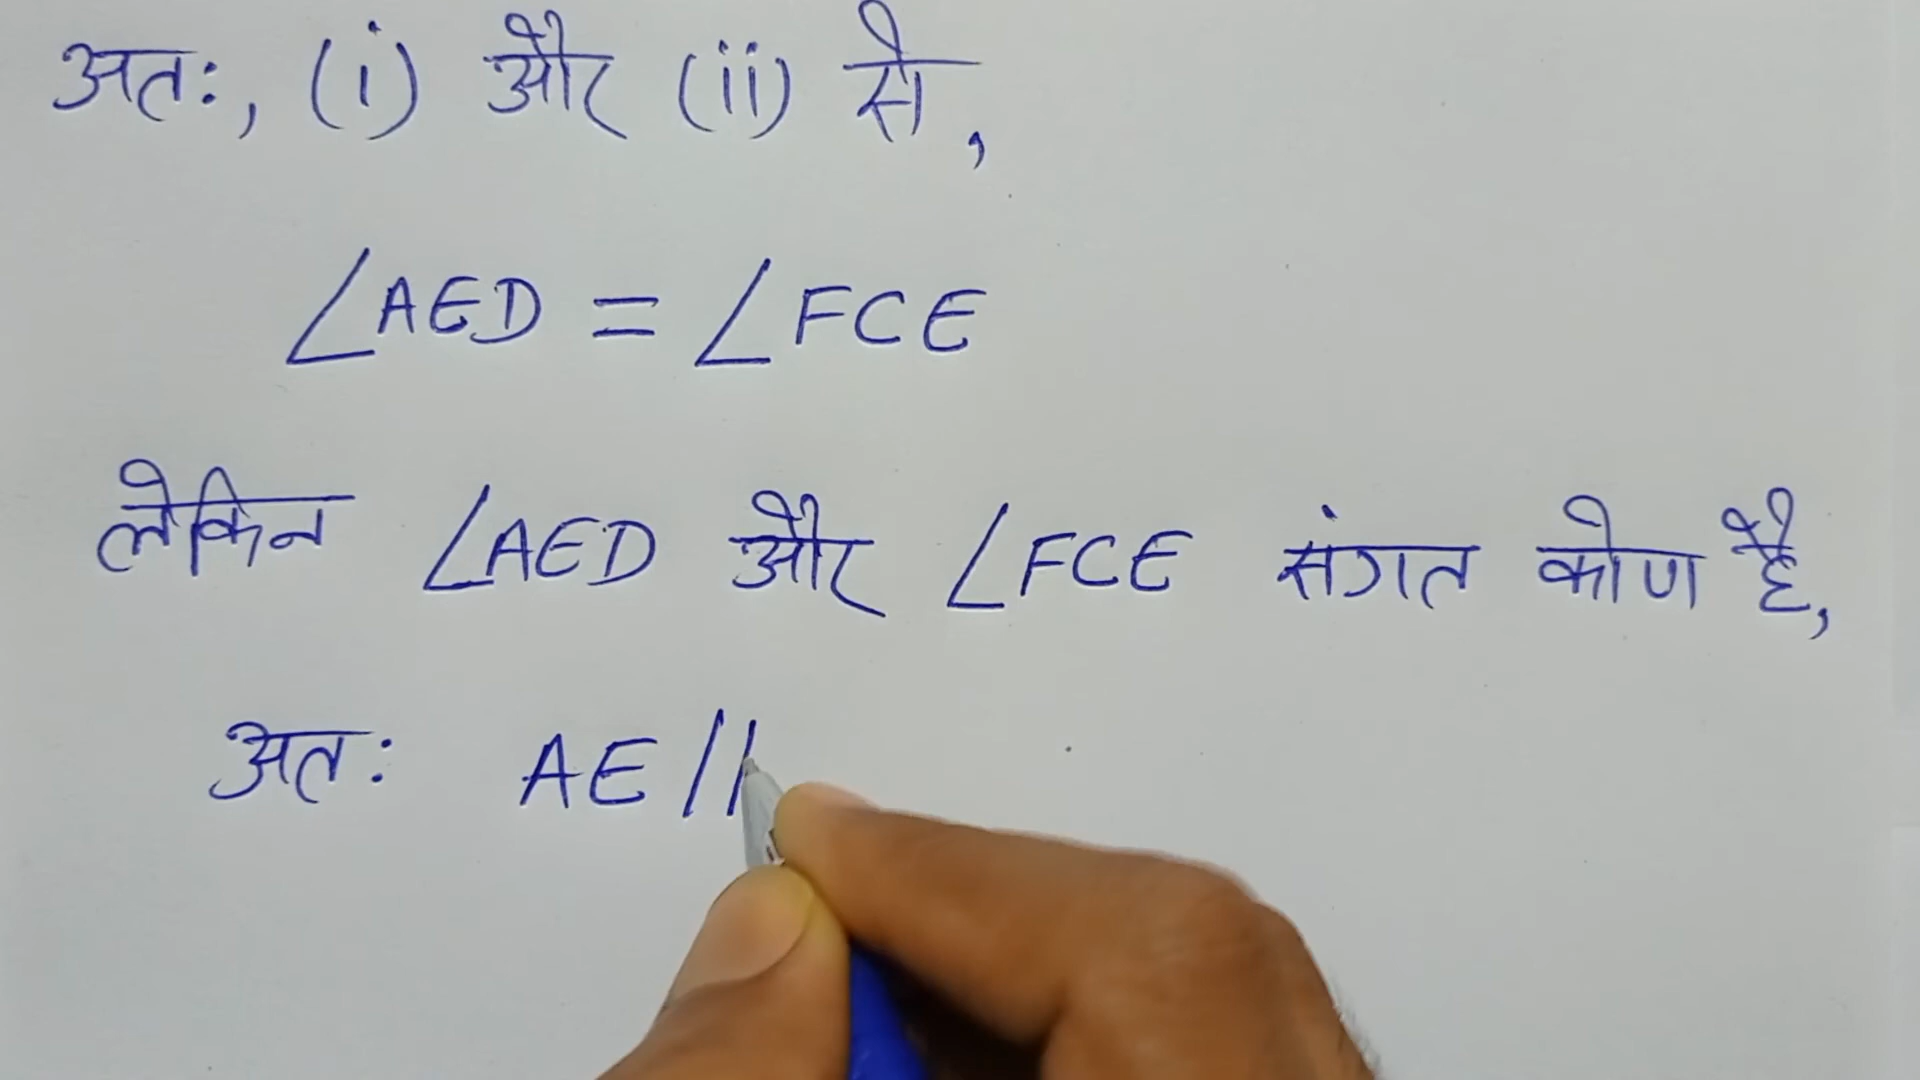 अतः, (i) और (ii) से,
∠AED = ∠FCE
लेकिन ∠AED और ∠FCE संगत कोण है,
अतः AE //